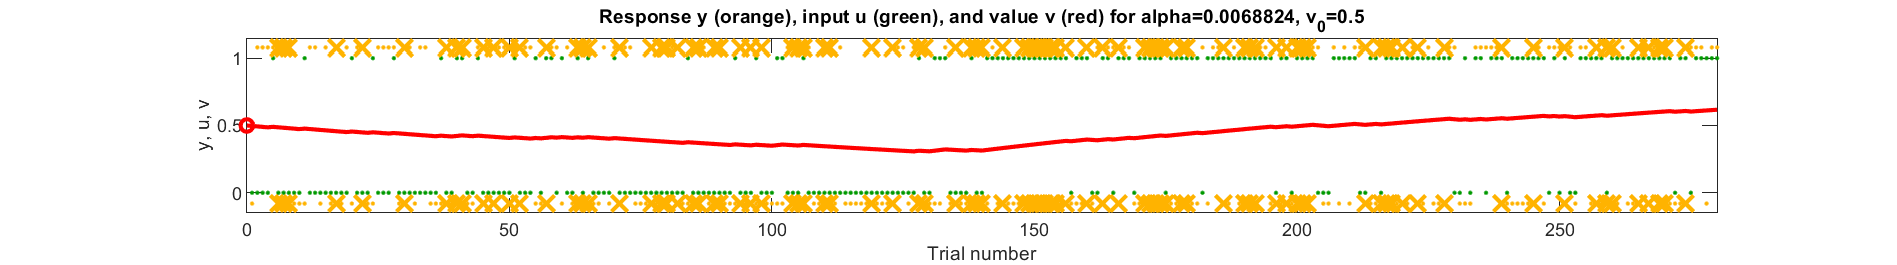 Response y (orange), input u (green), and value v (red) for alpha=0.0068824, v0=0.5
y, u, v
1
0.5
0
0 50 100 150 200 250
Trial number